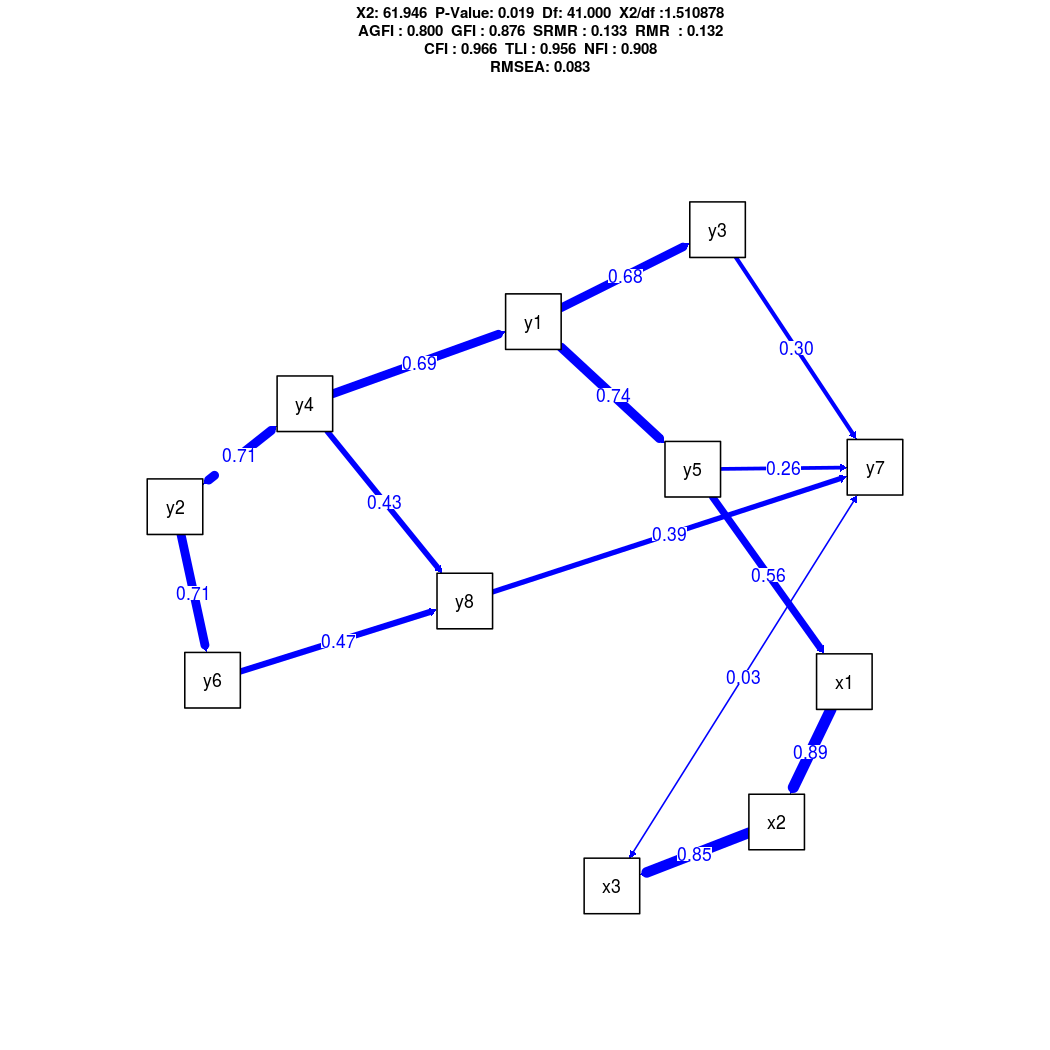 X2: 61.946 P-Value: 0.019 Df: 41.000 X2/df :1.510878
AGFI : 0.800 GFI : 0.876 SRMR : 0.133 RMR : 0.132
CFI : 0.966 TLI : 0.956 NFI : 0.908
RMSEA: 0.083
y3
0.68
y1
0.30
0.69
0.74
y4
0.71
y5
0.26
y7
y2
0.43
0.39
0.56
0.71
y8
0.47
y6
0.03
x1
0.89
x2
0.85
x3